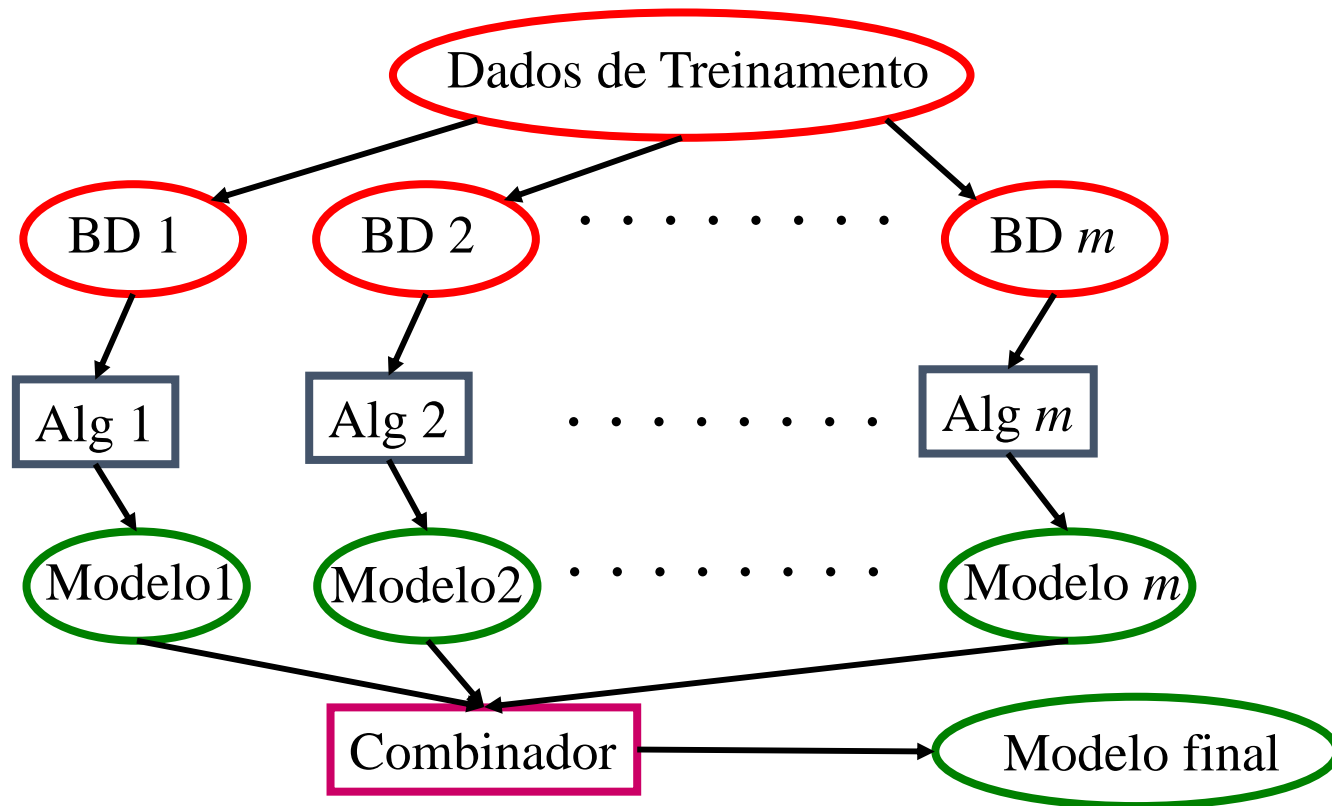 Dados de Treinamento
BD 1
BD 2
. . . . . . . .
BD m
Alg 1
Alg 2
. . . . . . . .
Alg m
Modelo1
Modelo2
. . . . . . . .
Modelo m
Combinador
Modelo final